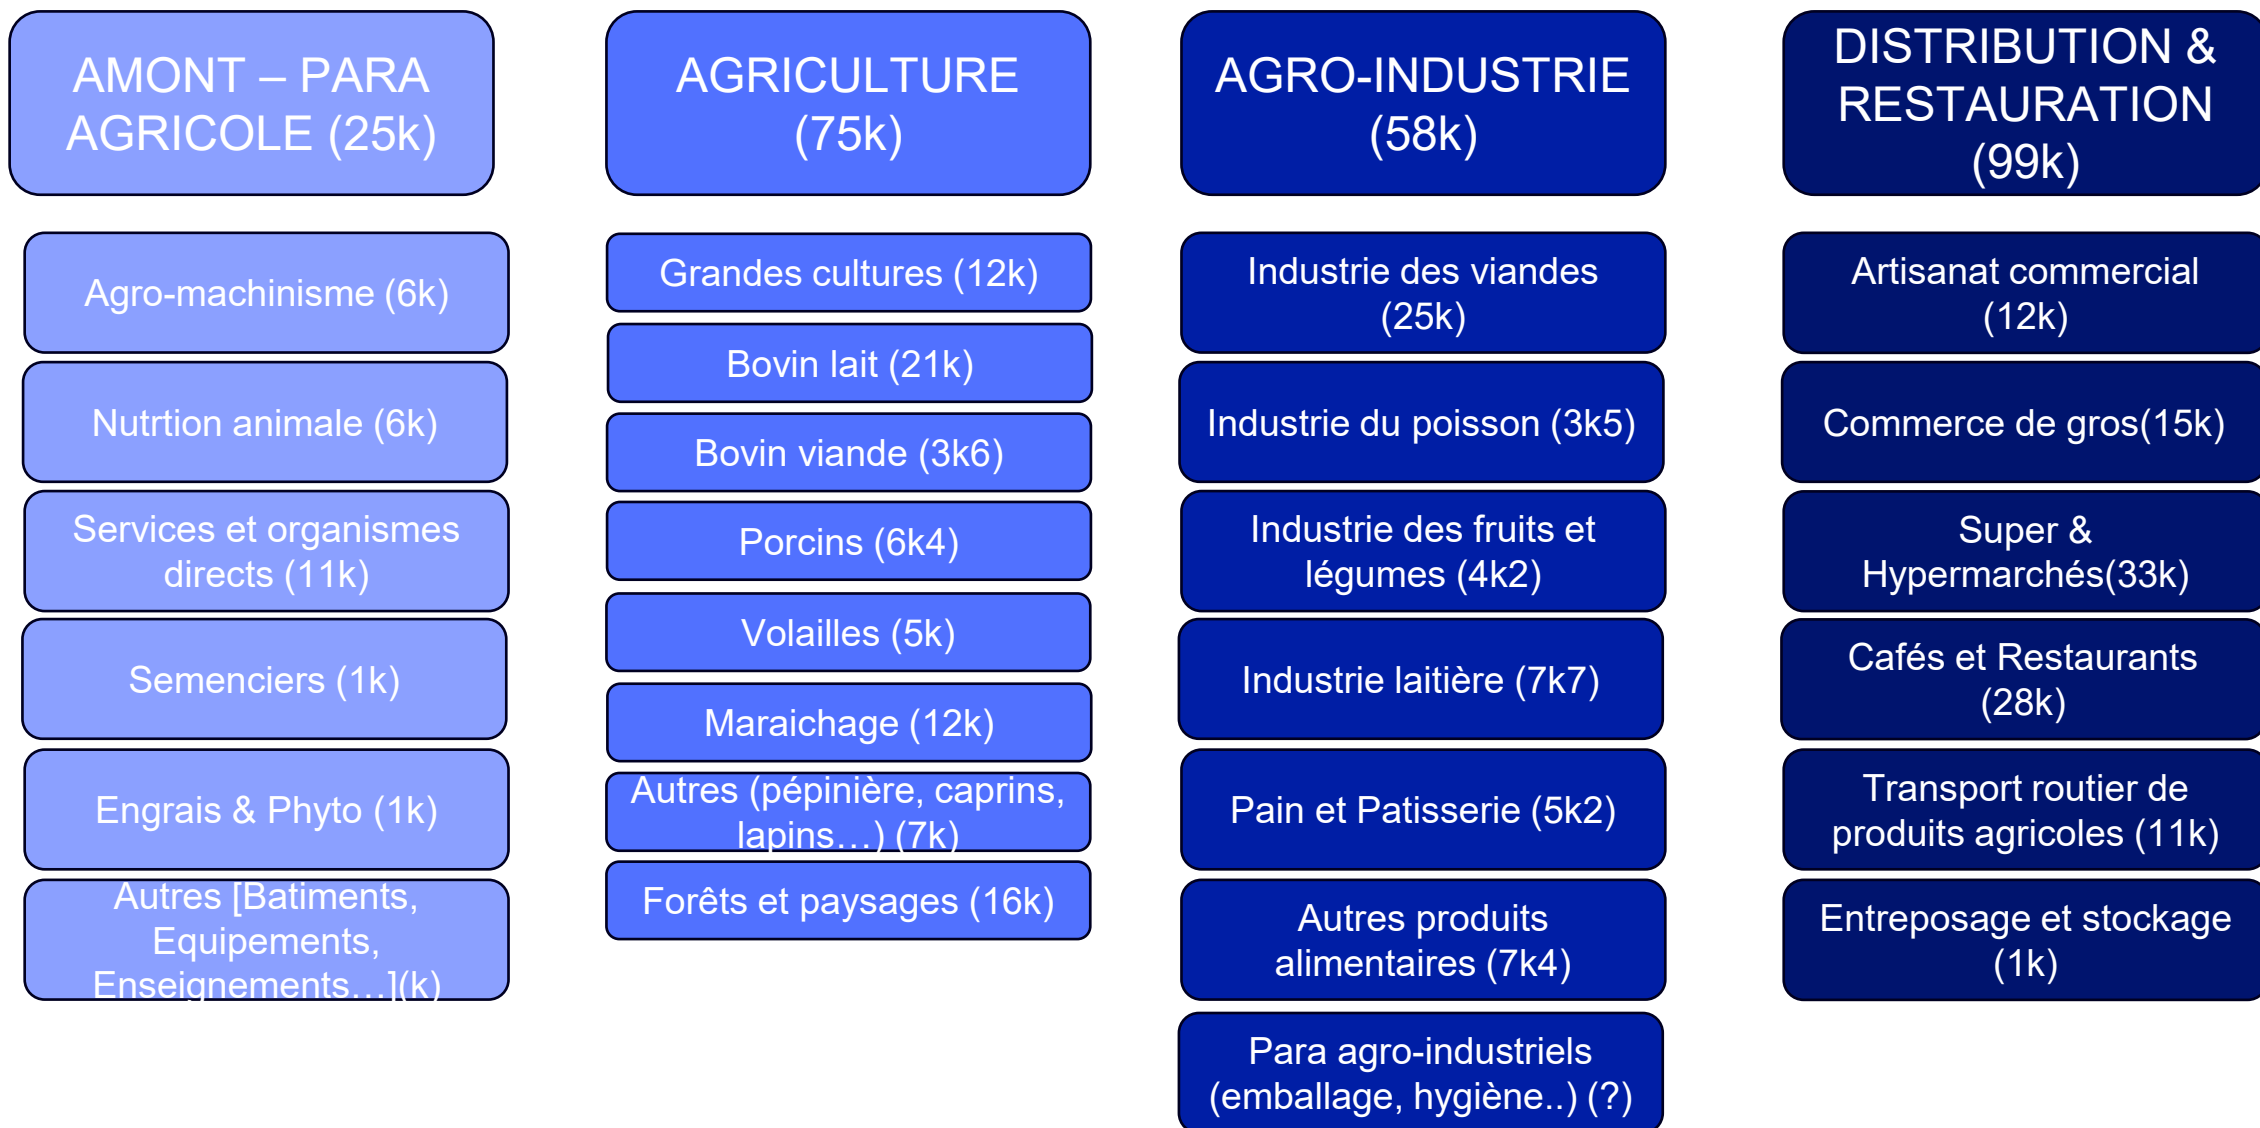 AMONT – PARA
AGRICOLE (25k)
Agro-machinisme (6k)
Nutrtion animale (6k)
Services et organismes
directs (11k)
Semenciers (1k)
Engrais & Phyto (1k)
Autres [Batiments,
Equipements,
Enseignements…](k)
AGRICULTURE
(75k)
Grandes cultures (12k)
Bovin lait (21k)
Bovin viande (3k6)
Porcins (6k4)
Volailles (5k)
Maraichage (12k)
Autres (pépinière, caprins,
lapins…) (7k)
Forêts et paysages (16k)
AGRO-INDUSTRIE
(58k)
Industrie des viandes
(25k)
Industrie du poisson (3k5)
Industrie des fruits et
légumes (4k2)
Industrie laitière (7k7)
Pain et Patisserie (5k2)
Autres produits
alimentaires (7k4)
Para agro-industriels
(emballage, hygiène..) (?)
DISTRIBUTION &
RESTAURATION
(99k)
Artisanat commercial
(12k)
Commerce de gros(15k)
Super &
Hypermarchés(33k)
Cafés et Restaurants
(28k)
Transport routier de
produits agricoles (11k)
Entreposage et stockage
(1k)